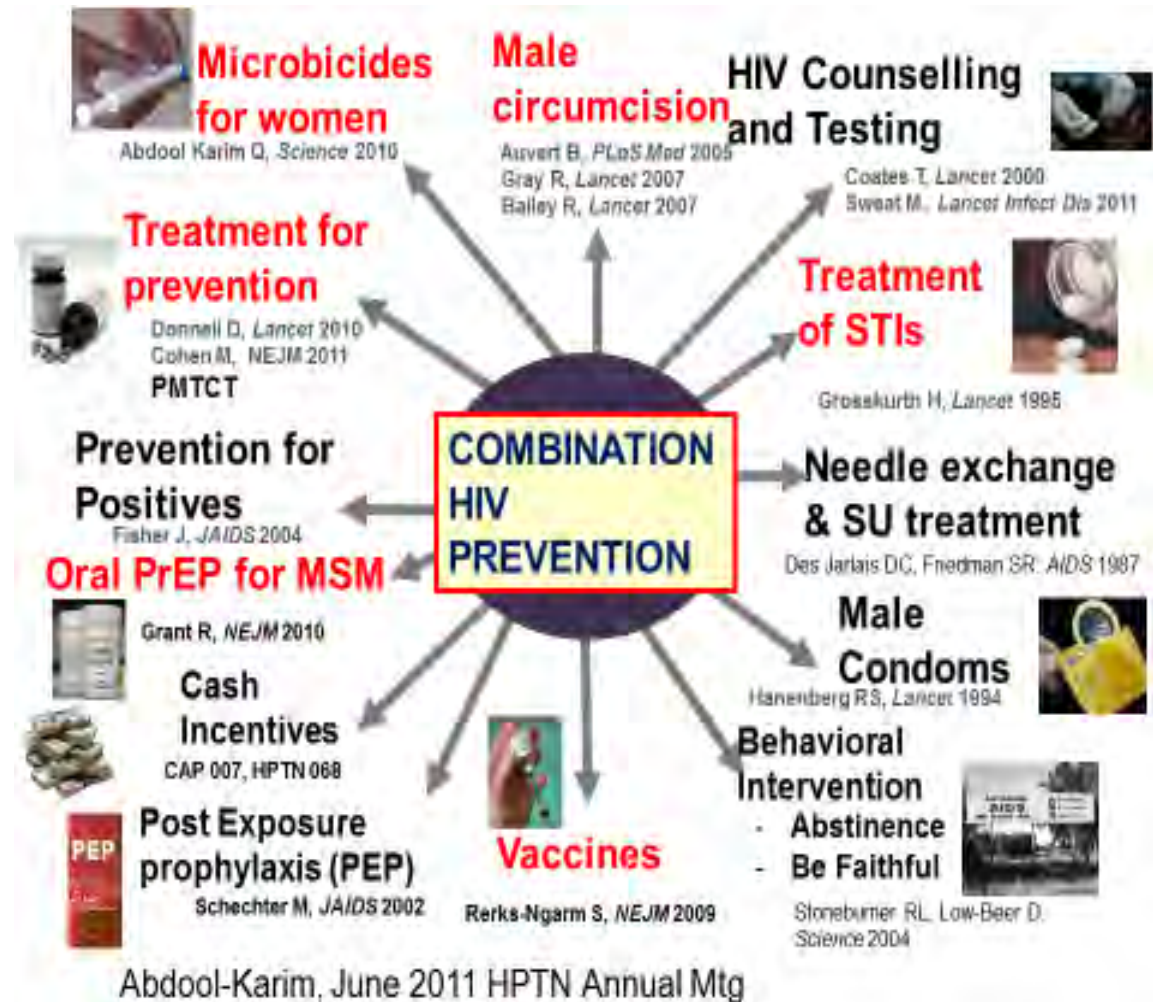 Microbicides
for women
Abdool Karim Q, Science 2010
Male
circumcision
Auvert B, PLoS Med 2005
Gray R, Lancet 2007
Bailey R, Lancet 2007
HIV Counselling
and Testing
Coates T, Lancet 2000
Sweat M, Lancet Infect Dis 2011
Treatment for
prevention
Donnell D, Lancet 2010
Cohen M, NEJM 2011
PMTCT
Treatment
of STIs
Grosskurth H, Lancet 1995
COMBINATION
HIV
PREVENTION
Prevention for
Positives
Fisher J, JAIDS 2004
Needle exchange
& SU treatment
Des Jarlais DC, Friedman SR: AIDS 1987
Oral PrEP for MSM
Grant R, NEJM 2010
Male
Condoms
Hanenberg RS, Lancet 1994
Cash
Incentives
CAP 007, HPTN 068
Behavioral
Intervention
- Abstinence
- Be Faithful
Stoneburner RL, Low-Beer D.
Science 2004
AIDS
PEP
Post Exposure
prophylaxis (PEP)
Schechter M, JAIDS 2002
Vaccines
Rerks-Ngarm S, NEJM 2009
Abdool-Karim, June 2011 HPTN Annual Mtg